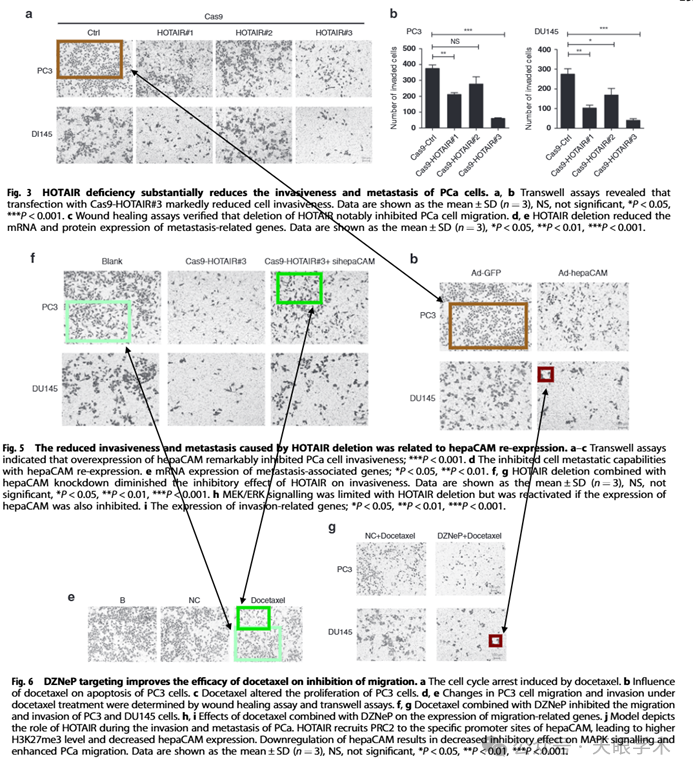 a
Cas9
Ctrl HOTAIR#1 HOTAIR#2 HOTAIR#3
PC3
DI145
b
PC3
***
NS
**
Number of invaded cells
500
400
300
200
100
0
Cas9-Ctrl
Cas9-HOTAIR#1
Cas9-HOTAIR#2
Cas9-HOTAIR#3
DU145
***
*
**
Number of invaded cells
400
300
200
100
0
Cas9-Ctrl
Cas9-HOTAIR#1
Cas9-HOTAIR#2
Cas9-HOTAIR#3
Fig. 3 HOTAIR deficiency substantially reduces the invasiveness and metastasis of PCa cells. a, b Transwell assays revealed that
transfection with Cas9-HOTAIR#3 markedly reduced cell invasiveness. Data are shown as the mean ± SD (n = 3), NS, not significant, *P < 0.05,
***P < 0.001. c Wound healing assays verified that deletion of HOTAIR notably inhibited PCa cell migration. d, e HOTAIR deletion reduced the
mRNA and protein expression of metastasis-related genes. Data are shown as the mean ± SD (n = 3), *P < 0.05, **P < 0.01, ***P < 0.001.
f
Blank Cas9-HOTAIR#3 Cas9-HOTAIR#3+ sihepaCAM
PC3
DU145
b
Ad-GFP Ad-hepaCAM
PC3
DU145
Fig. 5 The reduced invasiveness and metastasis caused by HOTAIR deletion was related to hepaCAM re-expression. a–c Transwell assays
indicated that overexpression of hepaCAM remarkably inhibited PCa cell invasiveness; ***P < 0.001. d The inhibited cell metastatic capabilities
with hepaCAM re-expression. e mRNA expression of metastasis-associated genes; *P < 0.05, **P < 0.01. f, g HOTAIR deletion combined with
hepaCAM knockdown diminished the inhibitory effect of HOTAIR on invasiveness. Data are shown as the mean ± SD (n = 3), NS, not
significant, *P < 0.05, **P < 0.01, ***P < 0.001. h MEK/ERK signalling was limited with HOTAIR deletion but was reactivated if the expression of
hepaCAM was also inhibited. i The expression of invasion-related genes; *P < 0.05, **P < 0.01, ***P < 0.001.
g
NC+Docetaxel DZNeP+Docetaxel
PC3
DU145
e
B NC Docetaxel
Fig. 6 DZNeP targeting improves the efficacy of docetaxel on inhibition of migration. a The cell cycle arrest induced by docetaxel. b Influence
of docetaxel on apoptosis of PC3 cells. c Docetaxel altered the proliferation of PC3 cells. d, e Changes in PC3 cell migration and invasion under
docetaxel treatment were determined by wound healing assay and transwell assays. f, g Docetaxel combined with DZNeP inhibited the migration
and invasion of PC3 and DU145 cells. h, i Effects of docetaxel combined with DZNeP on the expression of migration-related genes. j Model depicts
the role of HOTAIR during the invasion and metastasis of PCa. HOTAIR recruits PRC2 to the specific promoter sites of hepaCAM, leading to higher
H3K27me3 level and decreased hepaCAM expression. Downregulation of hepaCAM results in decreased inhibitory effect on MAPK signalling and
enhanced PCa migration. Data are shown as the mean ± SD (n = 3), NS, not significant, *P < 0.05, **P < 0.01, ***P < 0.001.